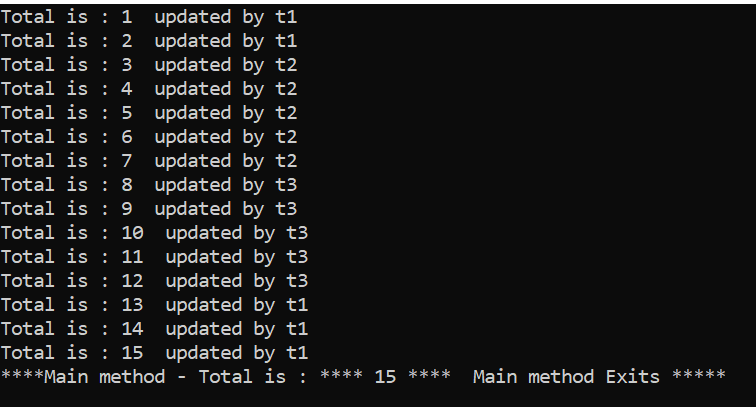 Total is : 1  updated by t1
Total is : 2  updated by t1
Total is : 3  updated by t2
Total is : 4  updated by t2
Total is : 5  updated by t2
Total is : 6  updated by t2
Total is : 7  updated by t2
Total is : 8  updated by t3
Total is : 9  updated by t3
Total is : 10  updated by t3
Total is : 11  updated by t3
Total is : 12  updated by t3
Total is : 13  updated by t1
Total is : 14  updated by t1
Total is : 15  updated by t1
****Main method - Total is : **** 15 ****  Main method Exits *****